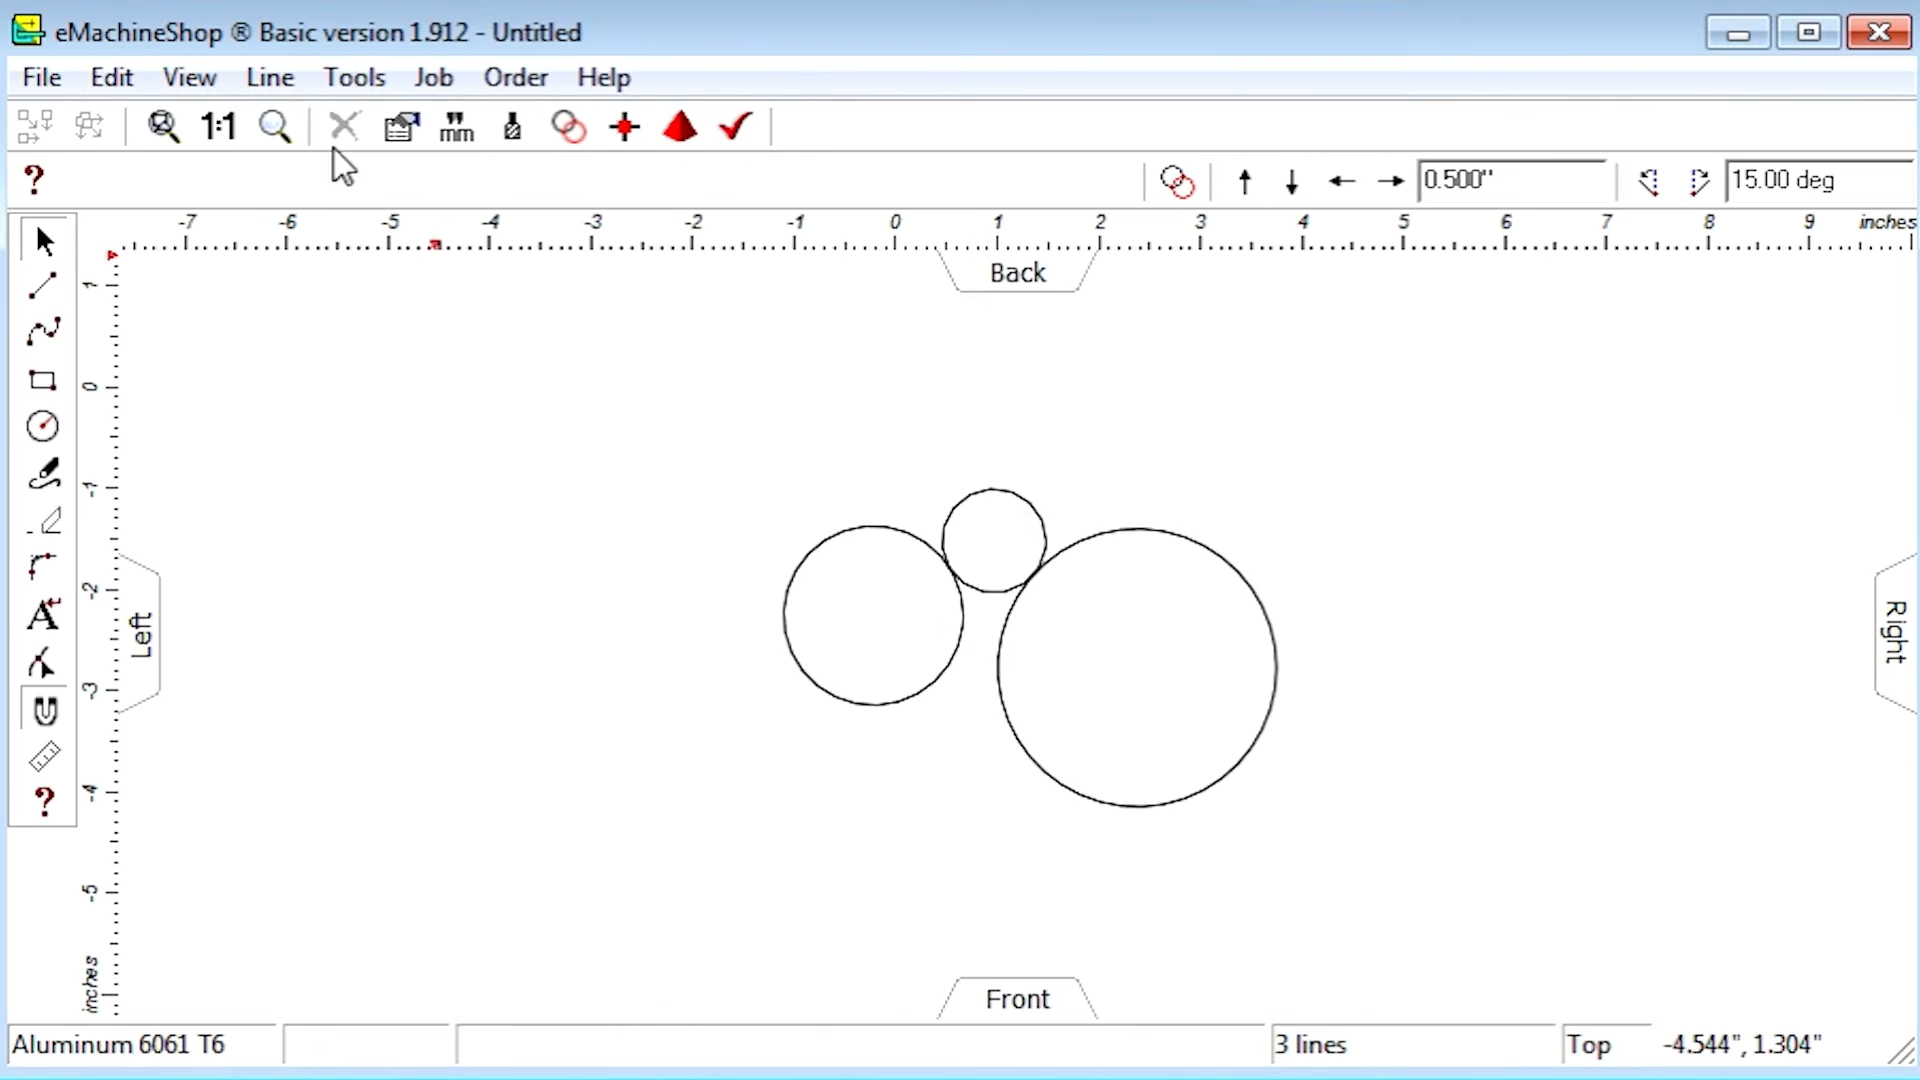 eMachineShop ® Basic version 1.912 - Untitled
File Edit View Line Tools Job Order Help
1:1 mm
? 0.500" 15.00 deg
-7 -6 -5 -4 -3 -2 -1 0 1 2 3 4 5 6 7 8 9 inches
Back
1
0
-1
-2
-3
-4
-5
inches
A
?
Left
Right
Front
Aluminum 6061 T6 3 lines Top -4.544", 1.304"